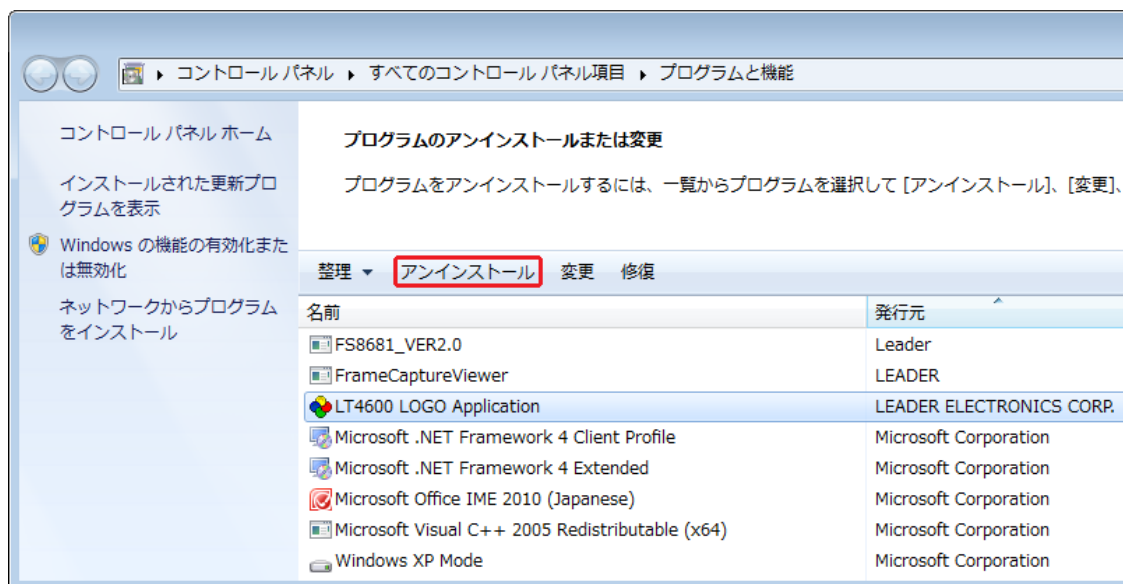 コントロール パネル ▸ すべてのコントロール パネル項目 ▸ プログラムと機能
コントロール パネル ホーム
インストールされた更新プロ
グラムを表示
Windows の機能の有効化また
は無効化
ネットワークからプログラム
をインストール
プログラムのアンインストールまたは変更
プログラムをアンインストールするには、一覧からプログラムを選択して [アンインストール]、[変更]、
整理 ▼ アンインストール 変更 修復
名前 発行元
FS8681_VER2.0 Leader
FrameCaptureViewer LEADER
LT4600 LOGO Application LEADER ELECTRONICS CORP.
Microsoft .NET Framework 4 Client Profile Microsoft Corporation
Microsoft .NET Framework 4 Extended Microsoft Corporation
Microsoft Office IME 2010 (Japanese) Microsoft Corporation
Microsoft Visual C++ 2005 Redistributable (x64) Microsoft Corporation
Windows XP Mode Microsoft Corporation